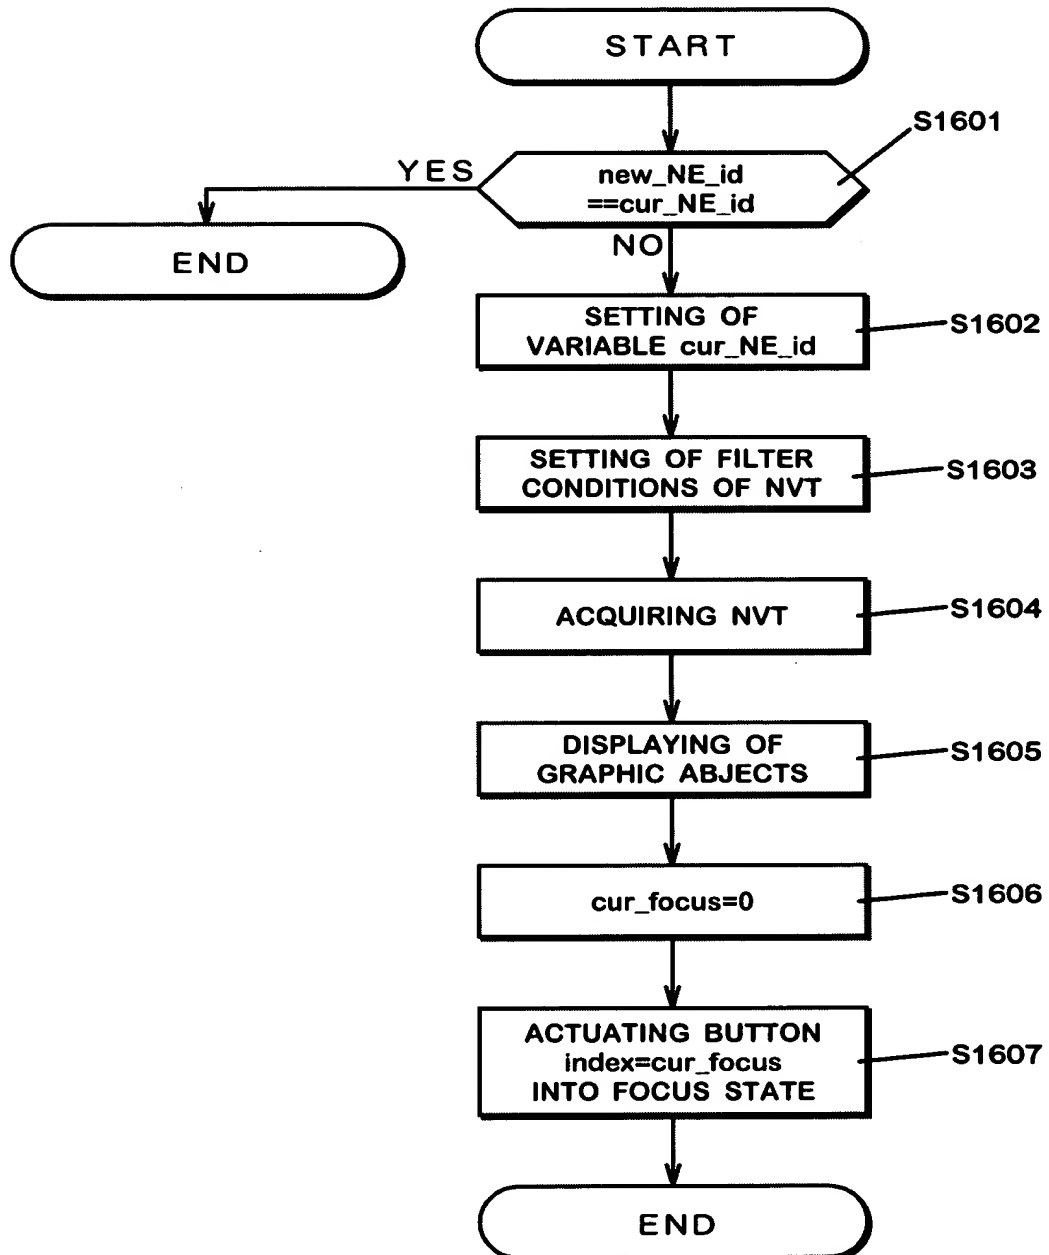 START
S1601
YES
new_NE_id
==cur_NE_id
END
NO
SETTING OF
VARIABLE cur_NE_id
S1602
SETTING OF FILTER
CONDITIONS OF NVT
S1603
ACQUIRING NVT
S1604
DISPLAYING OF
GRAPHIC ABJECTS
S1605
cur_focus=0
S1606
ACTUATING BUTTON
index=cur_focus
INTO FOCUS STATE
S1607
END